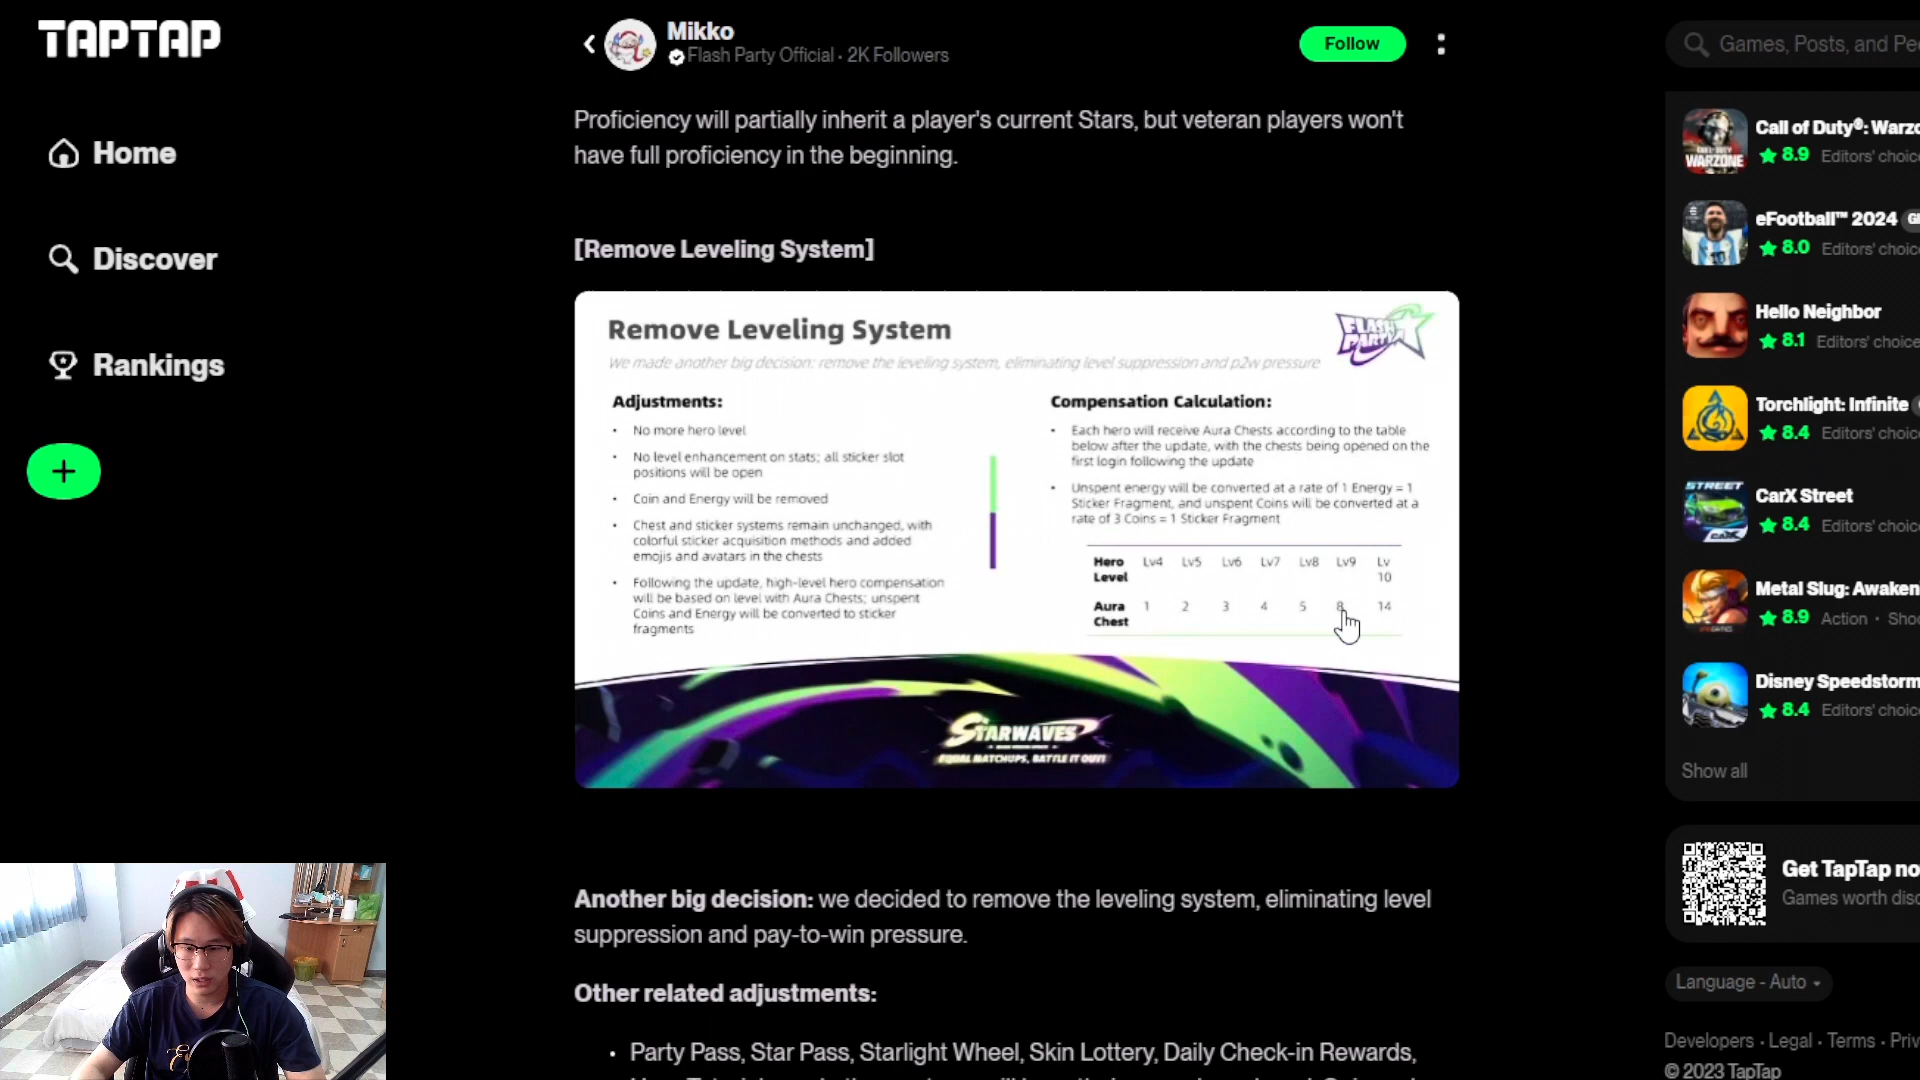 TAPTAP
Home
Discover
Rankings
Mikko
Flash Party Official · 2K Followers
Follow
Proficiency will partially inherit a player's current Stars, but veteran players won't
have full proficiency in the beginning.
[Remove Leveling System]
Remove Leveling System
We made another big decision: remove the leveling system, eliminating level suppression and p2w pressure
FLASH PARTY
Adjustments:
• No more hero level
• No level enhancement on stats; all sticker slot
positions will be open
• Coin and Energy will be removed
• Chest and sticker systems remain unchanged, with
colorful sticker acquisition methods and added
emojis and avatars in the chests
• Following the update, high-level hero compensation
will be based on level with Aura Chests; unspent
Coins and Energy will be converted to sticker
fragments
Compensation Calculation:
• Each hero will receive Aura Chests according to the table
below after the update, with the chests being opened on the
first login following the update
• Unspent energy will be converted at a rate of 1 Energy = 1
Sticker Fragment, and unspent Coins will be converted at a
rate of 3 Coins = 1 Sticker Fragment
Hero Level Lv4 Lv5 Lv6 Lv7 Lv8 Lv9 Lv 10
Aura Chest 1 2 3 4 5 8 14
STARWAVES
EQUAL MATCHUPS, BATTLE IT OUT!
Another big decision: we decided to remove the leveling system, eliminating level
suppression and pay-to-win pressure.
Other related adjustments:
• Party Pass, Star Pass, Starlight Wheel, Skin Lottery, Daily Check-in Rewards,
Games, Posts, and
Call of Duty®:
8.9 Editors'
WARZONE
eFootball™ 2024
8.0 Editors'
Hello Neighbor
8.1 Editors'
Torchlight: Infinite
8.4 Editors'
STREET
CarX Street
8.4 Editors'
Metal Slug:
8.9 Action ·
Disney Speedstorm
8.4 Editors'
Show all
Get TapTap
Games worth
Language - Auto
Developers · Legal · Terms ·
© 2023 TapTap